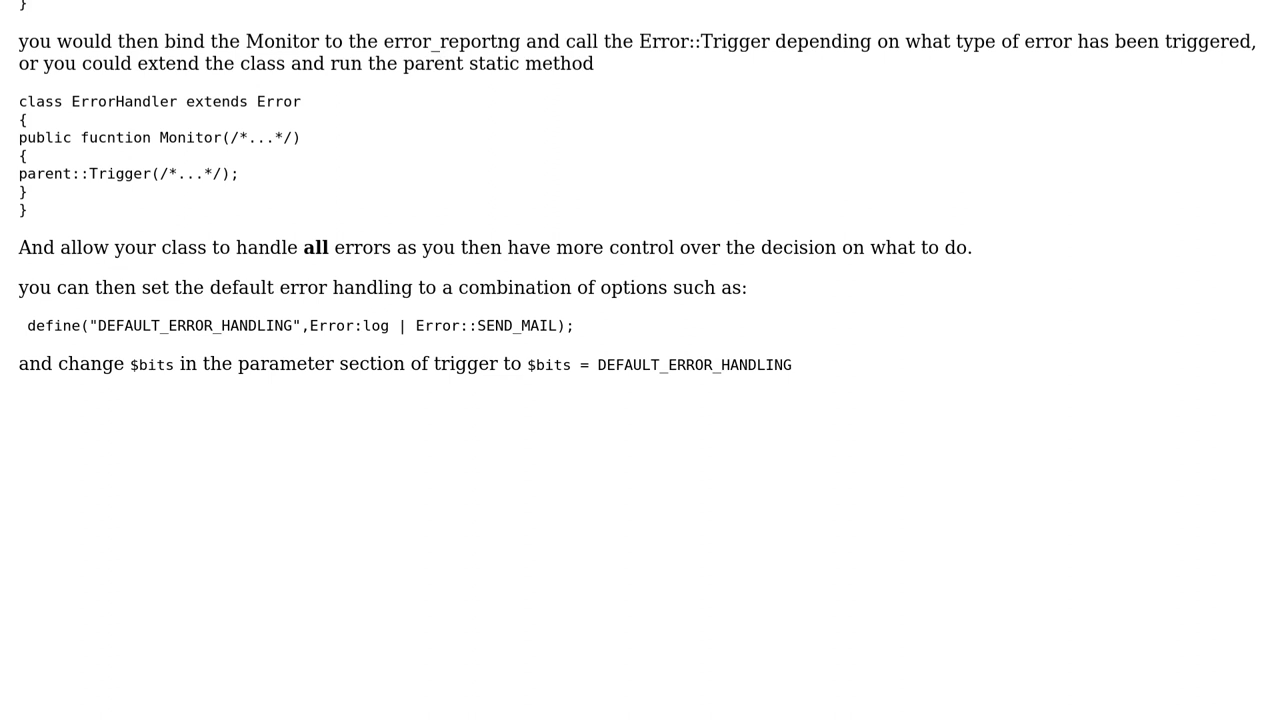 }
you would then bind the Monitor to the error_reportng and call the Error::Trigger depending on what type of error has been triggered,
or you could extend the class and run the parent static method
class ErrorHandler extends Error
{
public fucntion Monitor(/*...*/)
{
parent::Trigger(/*...*/);
}
}
And allow your class to handle all errors as you then have more control over the decision on what to do.
you can then set the default error handling to a combination of options such as:
define("DEFAULT_ERROR_HANDLING",Error:log | Error::SEND_MAIL);
and change $bits in the parameter section of trigger to $bits = DEFAULT_ERROR_HANDLING